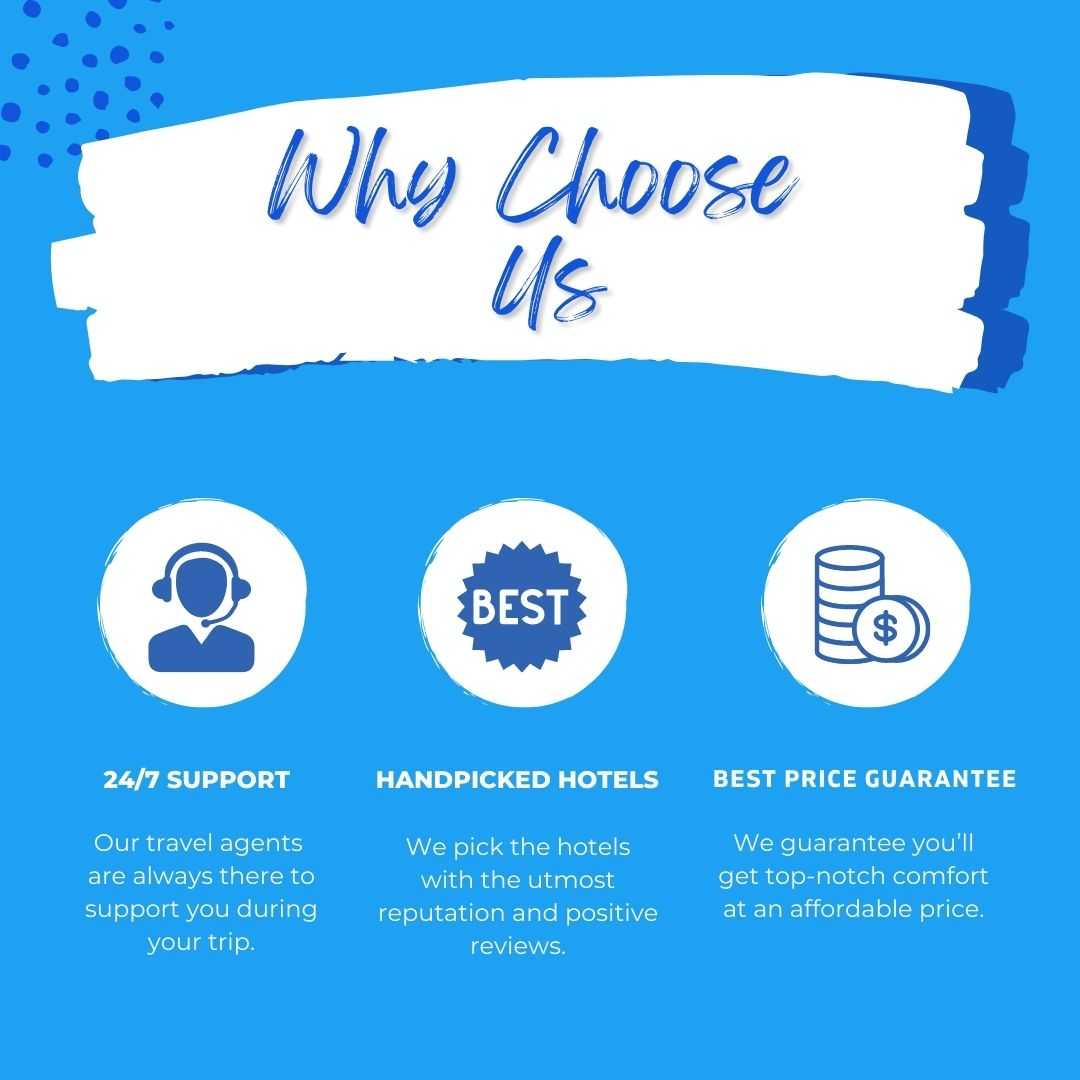 Why Choose
Us
BEST
$
24/7 SUPPORT
Our travel agents
are always there to
support you during
your trip.
HANDPICKED HOTELS
We pick the hotels
with the utmost
reputation and positive
reviews.
BEST PRICE GUARANTEE
We guarantee you’ll
get top-notch comfort
at an affordable price.